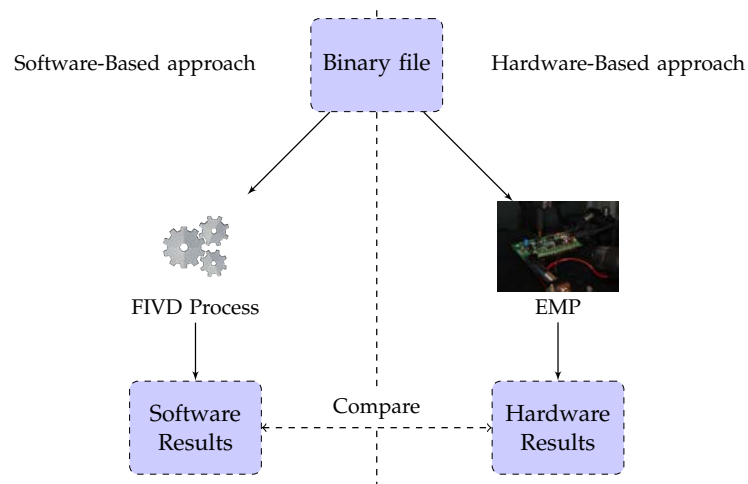 Software-Based approach
Binary file
Hardware-Based approach
FIVD Process
EMP
Compare
Software
Results
Hardware
Results